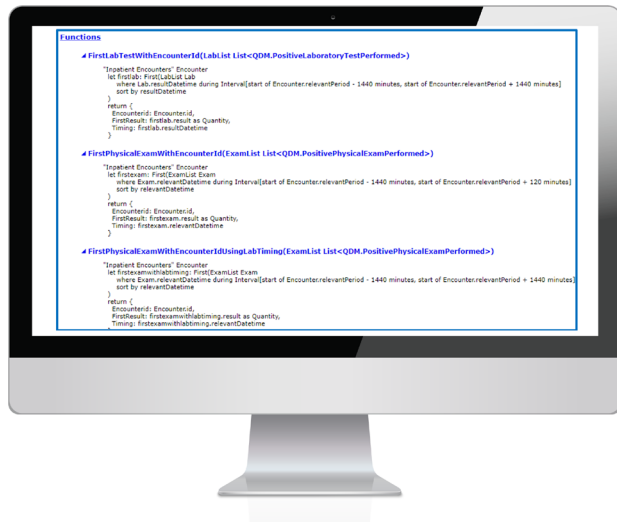 Functions
◢ FirstLabTestWithEncounterId(LabList List<QDM.PositiveLaboratoryTestPerformed>)
"Inpatient Encounters" Encounter
let firstlab: First(LabList Lab
where Lab.resultDatetime during Interval[start of Encounter.relevantPeriod - 1440 minutes, start of Encounter.relevantPeriod + 1440 minutes]
sort by resultDatetime
)
return {
EncounterId: Encounter.id,
FirstResult: firstlab.result as Quantity,
Timing: firstlab.resultDatetime
}
◢ FirstPhysicalExamWithEncounterId(ExamList List<QDM.PositivePhysicalExamPerformed>)
"Inpatient Encounters" Encounter
let firstexam: First(ExamList Exam
where Exam.relevantDatetime during Interval[start of Encounter.relevantPeriod - 1440 minutes, start of Encounter.relevantPeriod + 120 minutes]
sort by relevantDatetime
)
return {
EncounterId: Encounter.id,
FirstResult: firstexam.result as Quantity,
Timing: firstexam.relevantDatetime
}
◢ FirstPhysicalExamWithEncounterIdUsingLabTiming(ExamList List<QDM.PositivePhysicalExamPerformed>)
"Inpatient Encounters" Encounter
let firstexamwithlabtiming: First(ExamList Exam
where Exam.relevantDatetime during Interval[start of Encounter.relevantPeriod - 1440 minutes, start of Encounter.relevantPeriod + 1440 minutes]
sort by relevantDatetime
)
return {
EncounterId: Encounter.id,
FirstResult: firstexamwithlabtiming.result as Quantity,
Timing: firstexamwithlabtiming.relevantDatetime